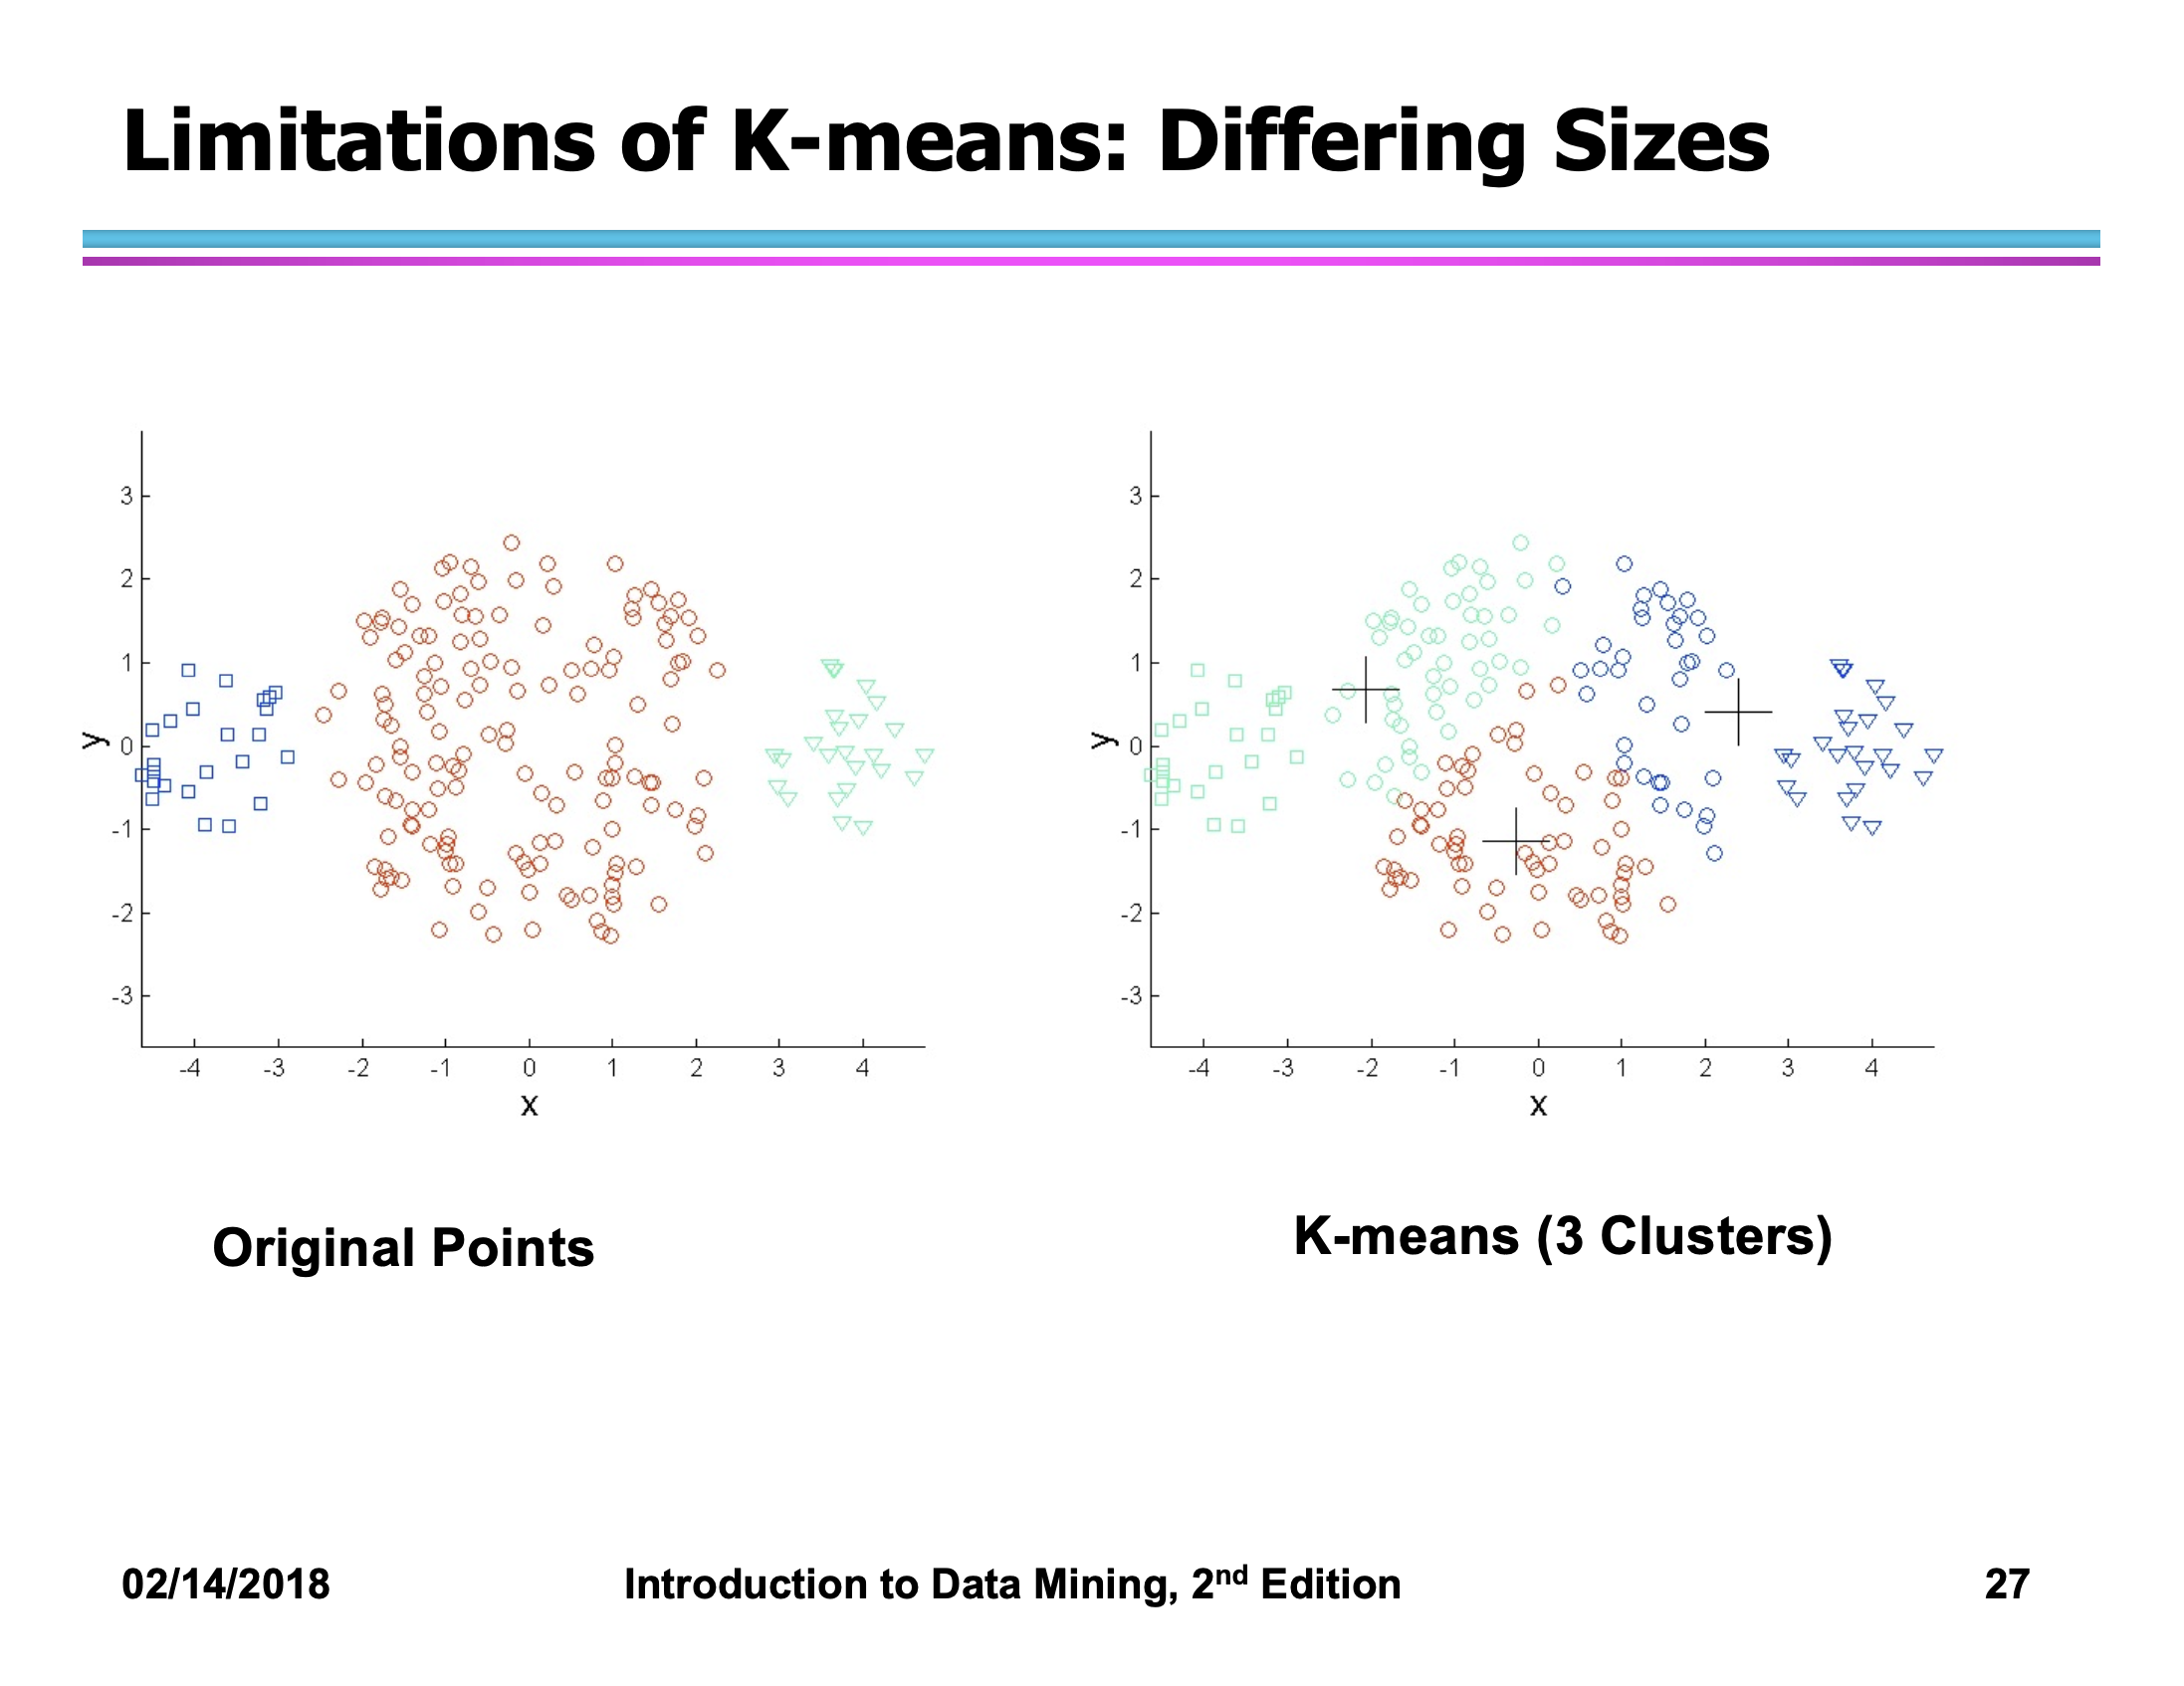 Limitations of K-means: Differing Sizes
3
2
1
0
-1
-2
-3
y
-4 -3 -2 -1 0 1 2 3 4
x
3
2
1
0
-1
-2
-3
y
-4 -3 -2 -1 0 1 2 3 4
x
Original Points
K-means (3 Clusters)
02/14/2018 Introduction to Data Mining, 2nd Edition 27